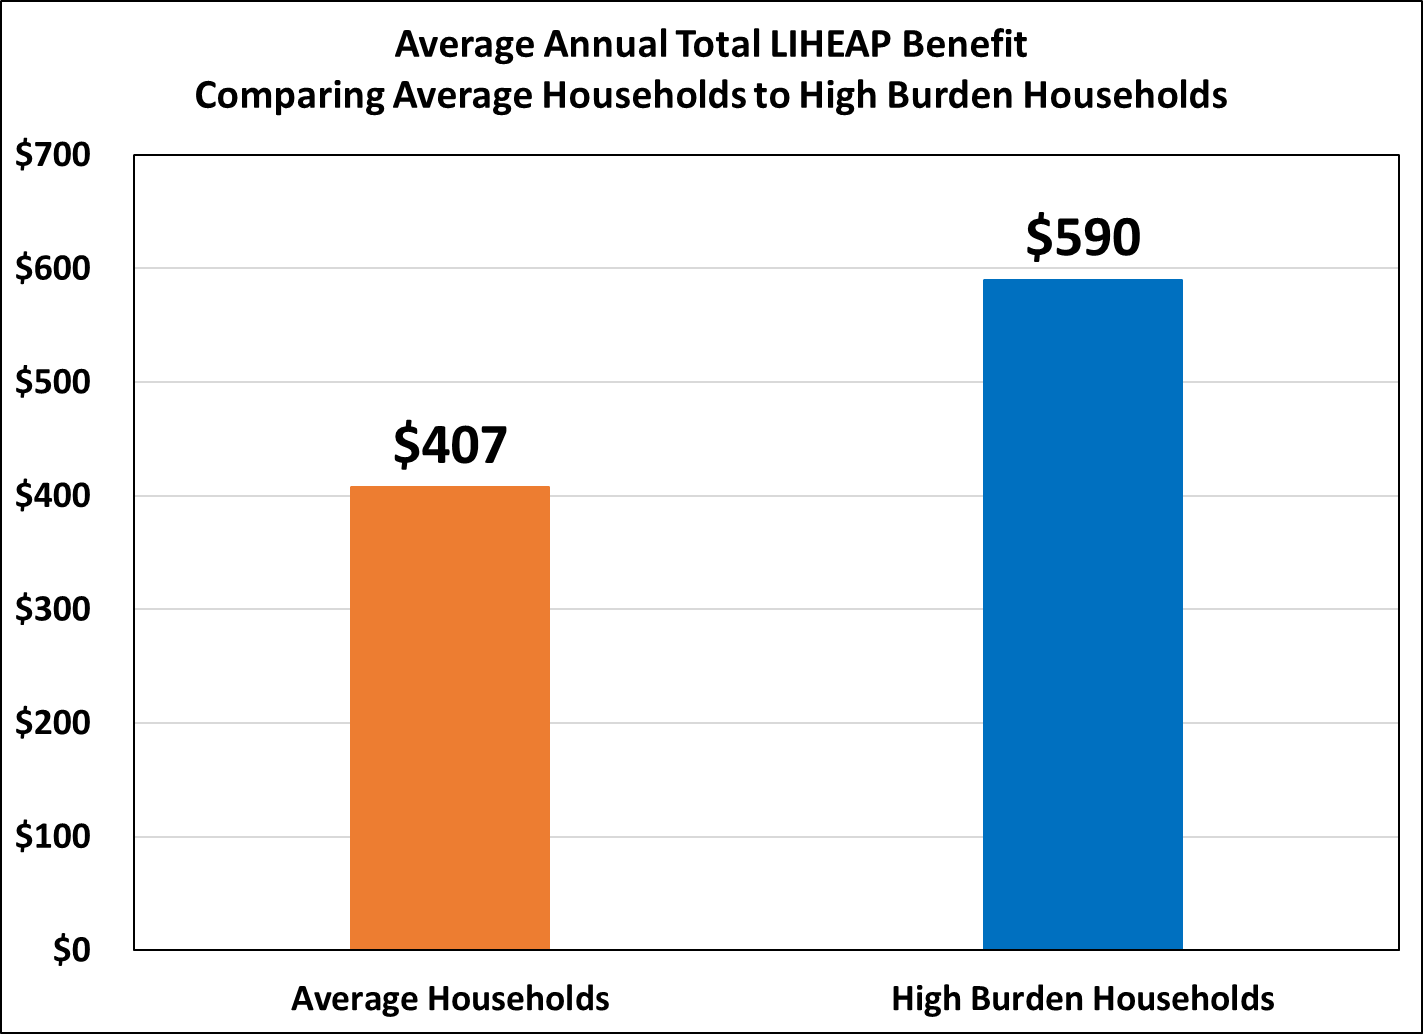 Average Annual Total LIHEAP Benefit
Comparing Average Households to High Burden Households
$700
$600
$500
$400
$300
$200
$100
$0
$407
$590
Average Households
High Burden Households